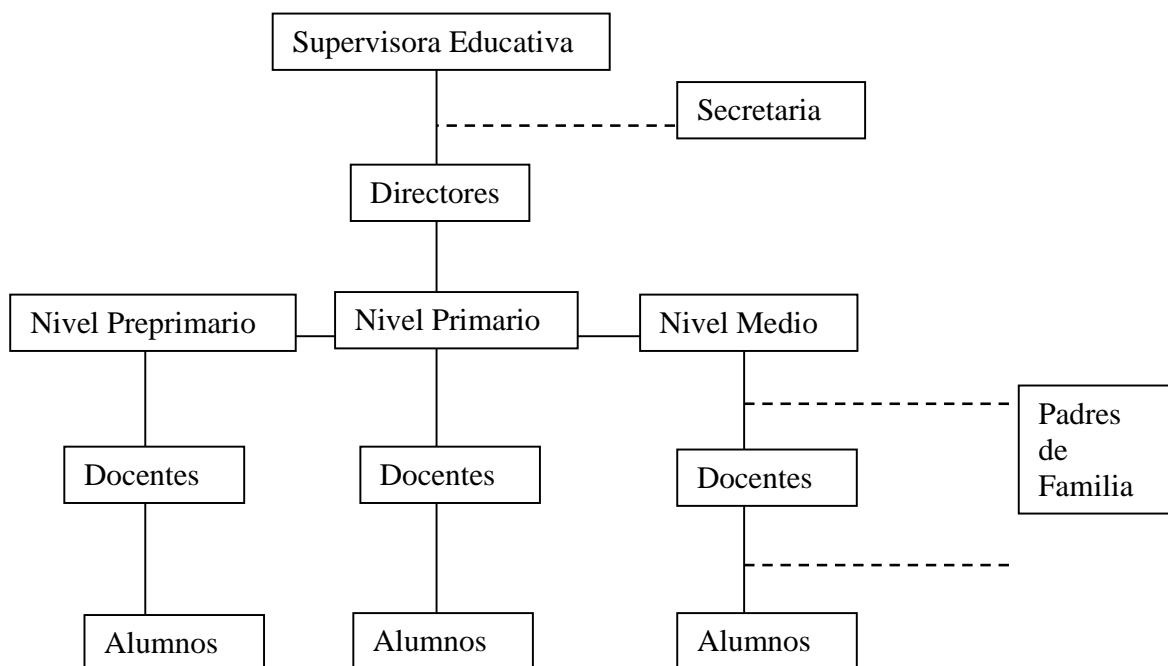 Supervisora Educativa
Secretaria
Directores
Nivel Preprimario
Nivel Primario
Nivel Medio
Padres
de
Familia
Docentes
Docentes
Docentes
Alumnos
Alumnos
Alumnos